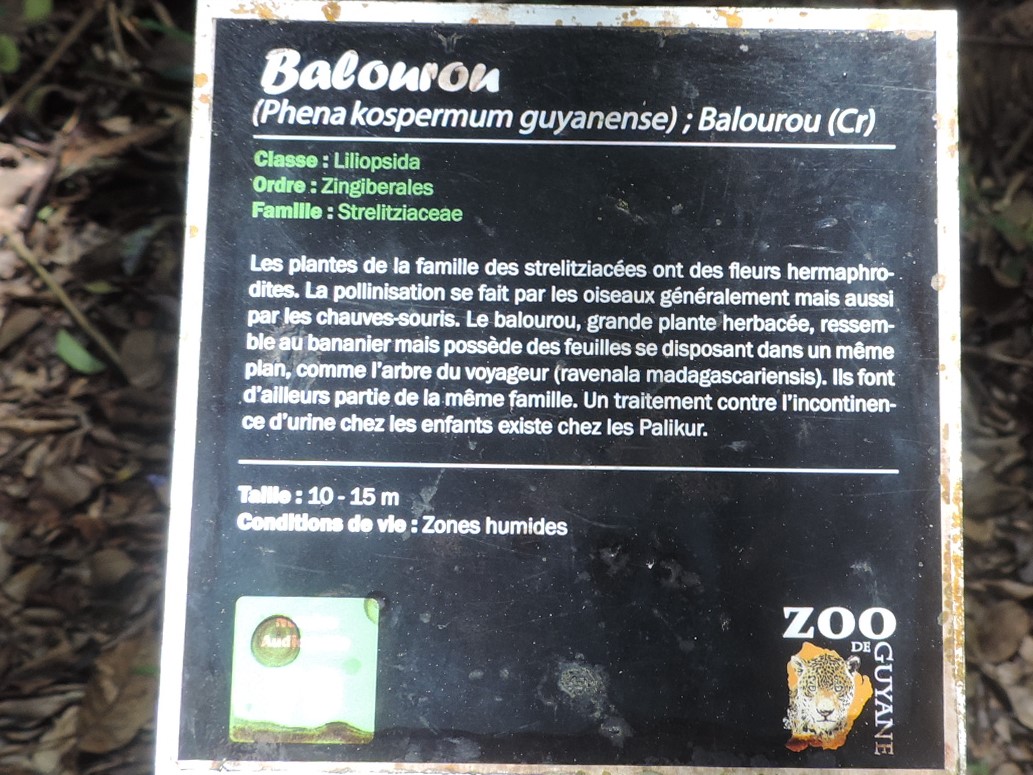 Balourou
(Phena kospermum guyanense) ; Balourou (Cr)
Classe : Liliopsida
Ordre : Zingiberales
Famille : Strelitziaceae
Les plantes de la famille des strelitziacées ont des fleurs hermaphro-
dites. La pollinisation se fait par les oiseaux généralement mais aussi
par les chauves-souris. Le balourou, grande plante herbacée, ressem-
ble au bananier mais possède des feuilles se disposant dans un même
plan, comme l'arbre du voyageur (ravenala madagascariensis). Ils font
d'ailleurs partie de la même famille. Un traitement contre l'incontinen-
ce d'urine chez les enfants existe chez les Palikur.
Taille : 10 - 15 m
Conditions de vie : Zones humides
ZOO
DE
GUYANE